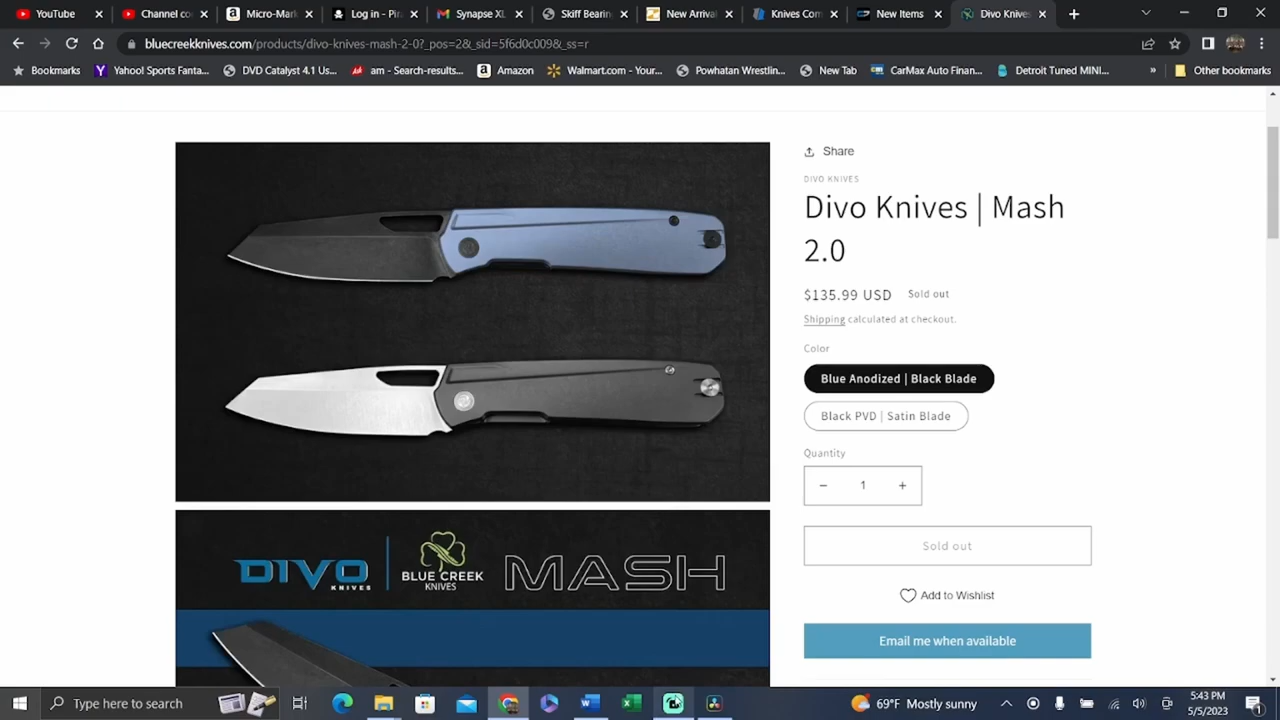 YouTube
Channel co
Micro-Mark
Log in - Pir
Synapse XL
Skiff Bearin
New Arrival
Knives Com
New Items
Divo Knives
bluecreekknives.com/products/divo-knives-mash-2-0?_pos=2&_sid=5f6d0c009&_ss=r
Bookmarks
Yahool Sports Fanta...
DVD Catalyst 4.1 Us...
am - Search-results...
Amazon
Walmart.com - Your...
Powhatan Wrestlin...
New Tab
CarMax Auto Finan...
Detroit Tuned MINI...
»
Other bookmarks
Share
DIVO KNIVES
Divo Knives | Mash
2.0
$135.99 USD Sold out
Shipping calculated at checkout.
Color
Blue Anodized | Black Blade
Black PVD | Satin Blade
Quantity
− 1 +
Sold out
Add to Wishlist
Email me when available
DIVO
KNIVES
BLUE CREEK
KNIVES
MASH
Type here to search
69°F Mostly sunny
5:43 PM
5/5/2023
1